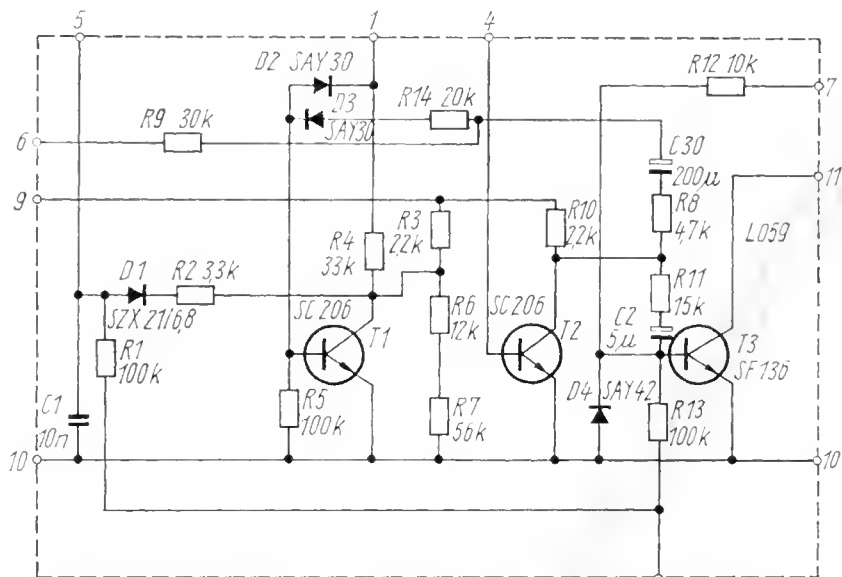 5
1
4
D2 SAY30
R12 10k
7
D3
SAY30
R14 20k
R9 30k
6
C30
200μ
11
9
R3
2,2k
R10
2,2k
R8
4,7k
L059
R4
33k
D1
R2 3,3k
SZX 21/6,8
R11
15k
SC206
T1
R6
12k
SC206
T2
C2
5μ
T3
SF136
R1
100k
D4 SAY42
C1
10n
R5
100k
R7
56k
R13
100k
10
10